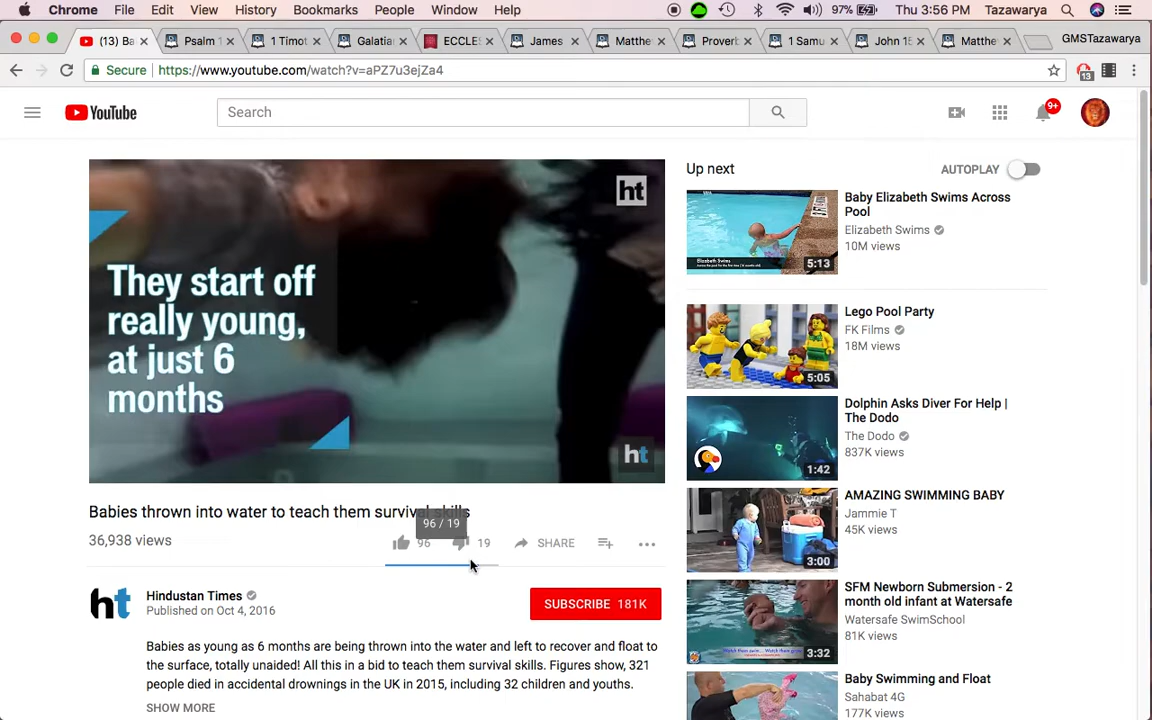 Chrome File Edit View History Bookmarks People Window Help 97% Thu 3:56 PM Tazawarya
(13) Ba Psalm 1 1 Timot Galatian ECCLES James Matthe Proverb 1 Samu John 15 Matthe GMSTazawarya
Secure https://www.youtube.com/watch?v=aPZ7u3ejZa4 13
YouTube Search 9+
ht
They start off
really young,
at just 6
months
ht
Babies thrown into water to teach them survival skills
96 / 19
36,938 views
96 19 SHARE
Hindustan Times
Published on Oct 4, 2016
SUBSCRIBE 181K
ht
Babies as young as 6 months are being thrown into the water and left to recover and float to
the surface, totally unaided! All this in a bid to teach them survival skills. Figures show, 321
people died in accidental drownings in the UK in 2015, including 32 children and youths.
SHOW MORE
Up next AUTOPLAY
Baby Elizabeth Swims Across
Pool
Elizabeth Swims
10M views
5:13
Lego Pool Party
FK Films
18M views
5:05
Dolphin Asks Diver For Help |
The Dodo
The Dodo
837K views
1:42
AMAZING SWIMMING BABY
Jammie T
45K views
3:00
SFM Newborn Submersion - 2
month old infant at Watersafe
Watersafe SwimSchool
81K views
3:32
Baby Swimming and Float
Sahabat 4G
177K views